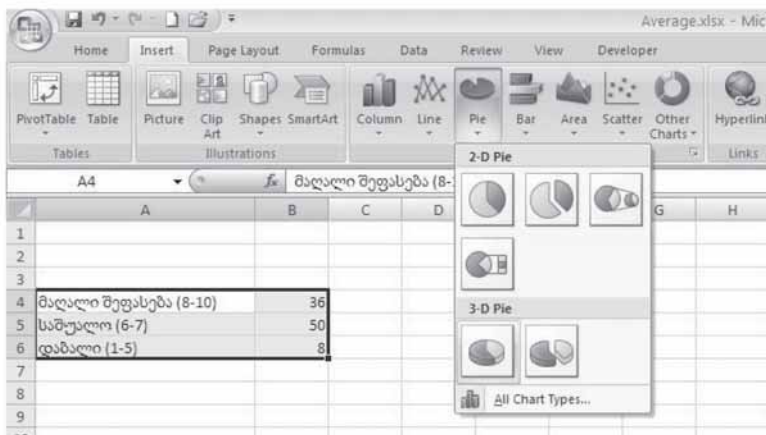 Average.xlsx - Mic
Home Insert Page Layout Formulas Data Review View Developer
PivotTable Table Picture Clip Art Shapes SmartArt Column Line Pie Bar Area Scatter Other Charts Hyperlink
Tables Illustrations Links
A4 fx მაღალი შეფასება (8-
2-D Pie
A B C D G H
1
2
3
4 მაღალი შეფასება (8-10) 36
5 საშუალო (6-7) 50
6 დაბალი (1-5) 8
7
8
9
3-D Pie
All Chart Types...